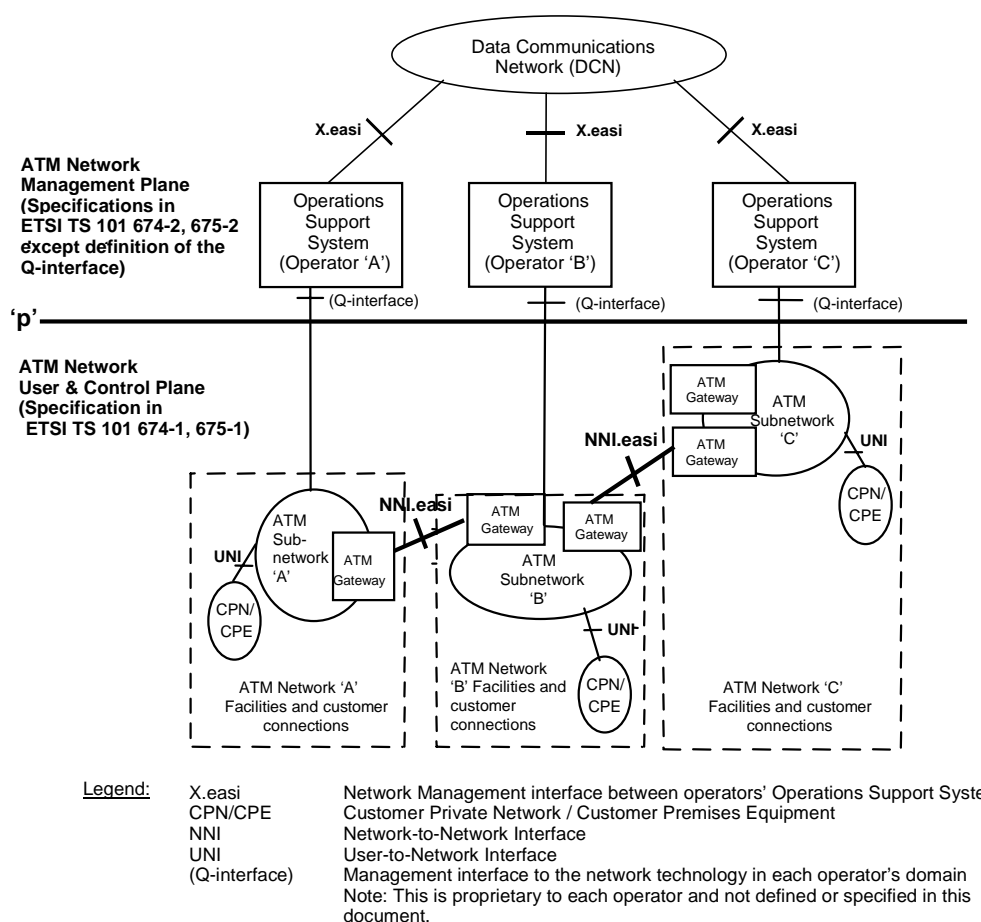 Data Communications
Network (DCN)
X.easi
X.easi
X.easi
ATM Network
Management Plane
(Specifications in
ETSI TS 101 674-2, 675-2
except definition of the
Q-interface)
Operations
Support
System
(Operator ‘A’)
Operations
Support
System
(Operator ‘B’)
Operations
Support
System
(Operator ‘C’)
(Q-interface)
(Q-interface)
(Q-interface)
‘p’
ATM Network
User & Control Plane
(Specification in
ETSI TS 101 674-1, 675-1)
ATM
Gateway
ATM
Gateway
ATM
Subnetwork
‘C’
UNI
CPN/
CPE
NNI.easi
NNI.easi
ATM
Sub-
network
‘A’
ATM
Gateway
UNI
CPN/
CPE
ATM
Gateway
ATM
Gateway
ATM
Subnetwork
‘B’
UNI
CPN/
CPE
ATM Network ‘A’
Facilities and customer
connections
ATM Network
‘B’ Facilities and
customer
connections
ATM Network ‘C’
Facilities and customer
connections
Legend:
X.easi Network Management interface between operators’ Operations Support Syste
CPN/CPE Customer Private Network / Customer Premises Equipment
NNI Network-to-Network Interface
UNI User-to-Network Interface
(Q-interface) Management interface to the network technology in each operator’s domain
Note: This is proprietary to each operator and not defined or specified in this
document.